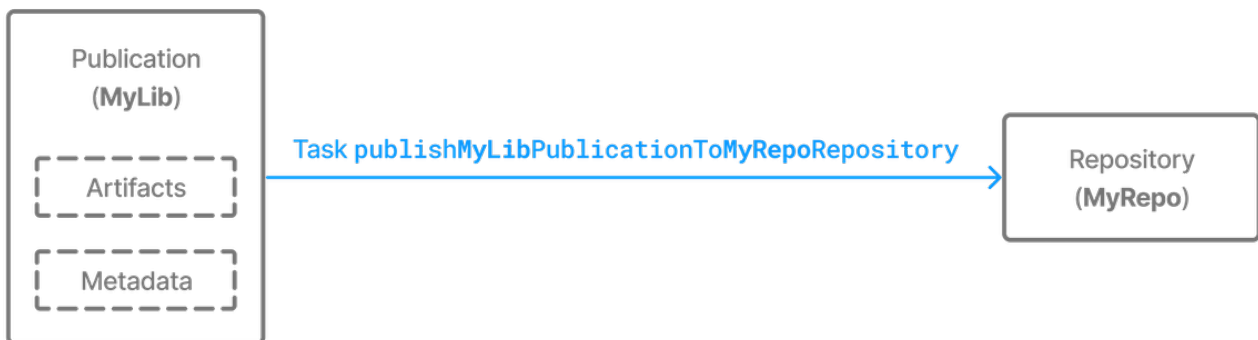 Publication
(MyLib)
Artifacts
Metadata
Task publishMyLibPublicationToMyRepoRepository
Repository
(MyRepo)